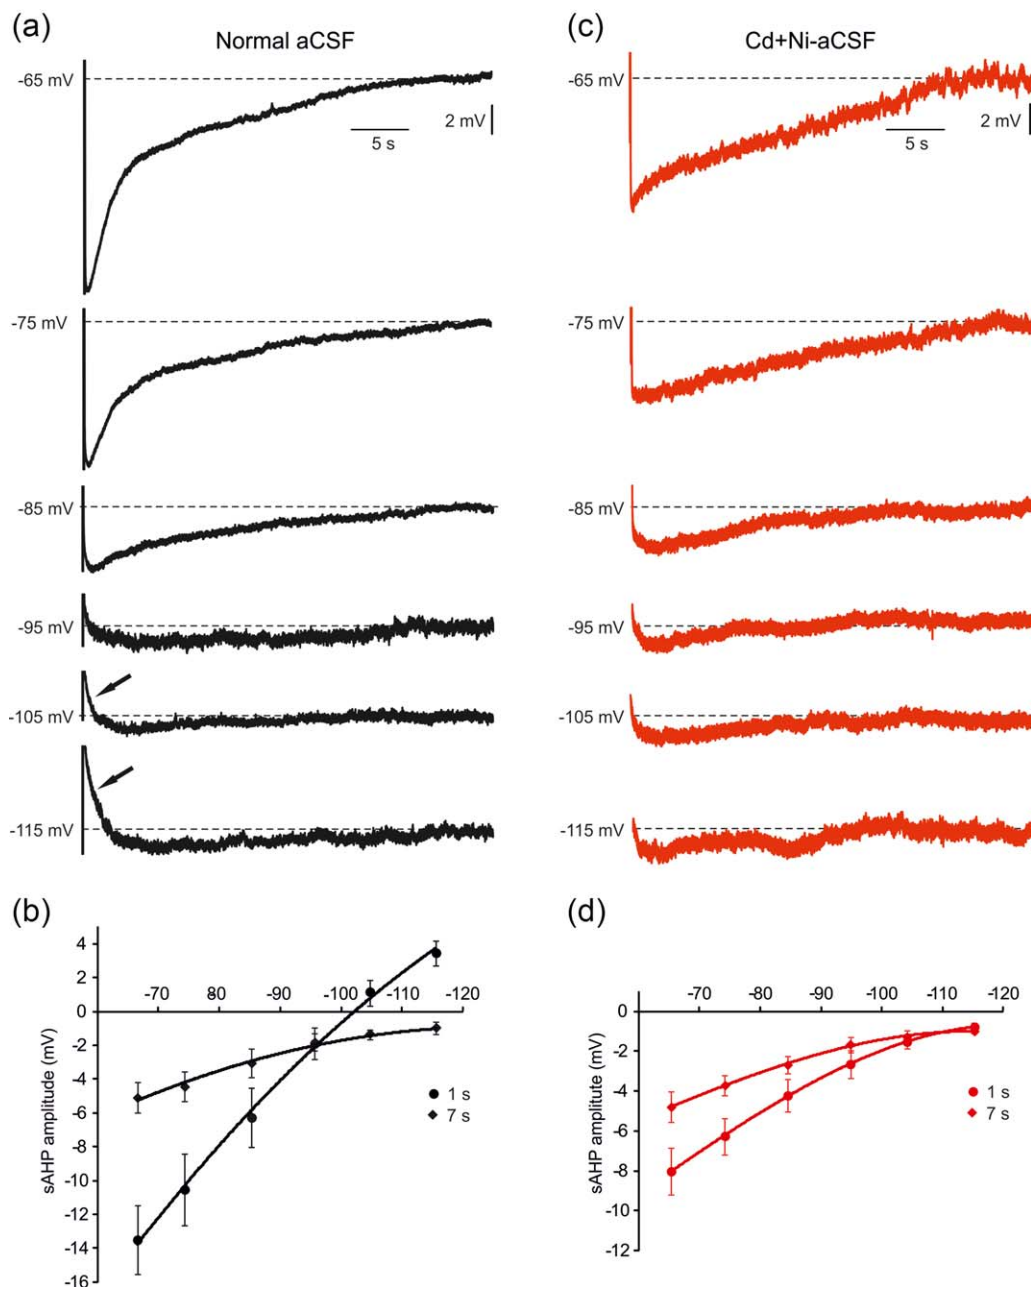 (a)
Normal aCSF
-65 mV
2 mV
5 s
-75 mV
-85 mV
-95 mV
-105 mV
-115 mV
(c)
Cd+Ni-aCSF
-65 mV
2 mV
5 s
-75 mV
-85 mV
-95 mV
-105 mV
-115 mV
(b)
sAHP amplitude (mV)
4
2
0
-2
-4
-6
-8
-10
-12
-14
-16
-70
-80
-90
-100
-110
-120
1 s
7 s
(d)
sAHP amplitude (mV)
0
-2
-4
-6
-8
-10
-12
-70
-80
-90
-100
-110
-120
1 s
7 s